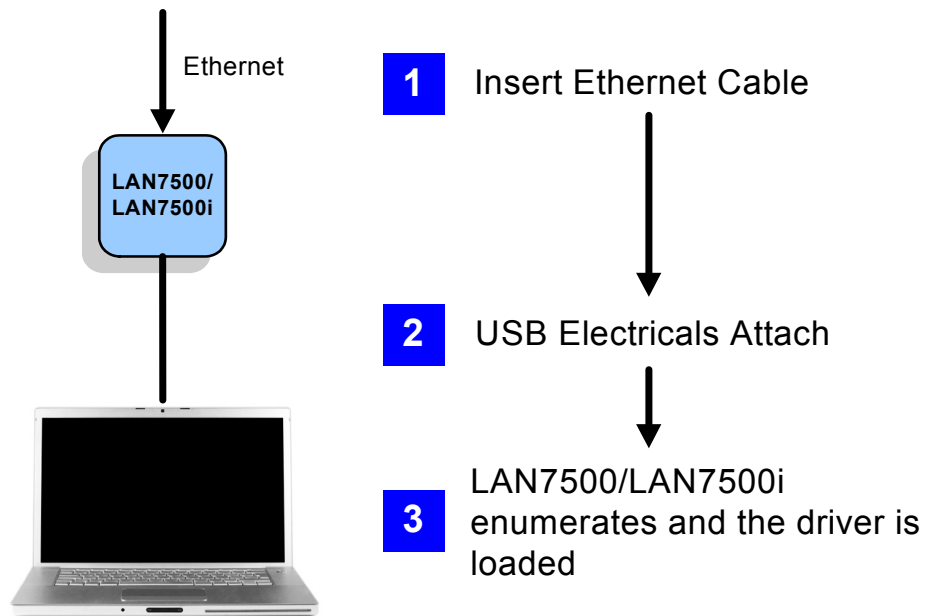 Ethernet
LAN7500/
LAN7500i
1 Insert Ethernet Cable
2 USB Electricals Attach
3 LAN7500/LAN7500i
enumerates and the driver is
loaded